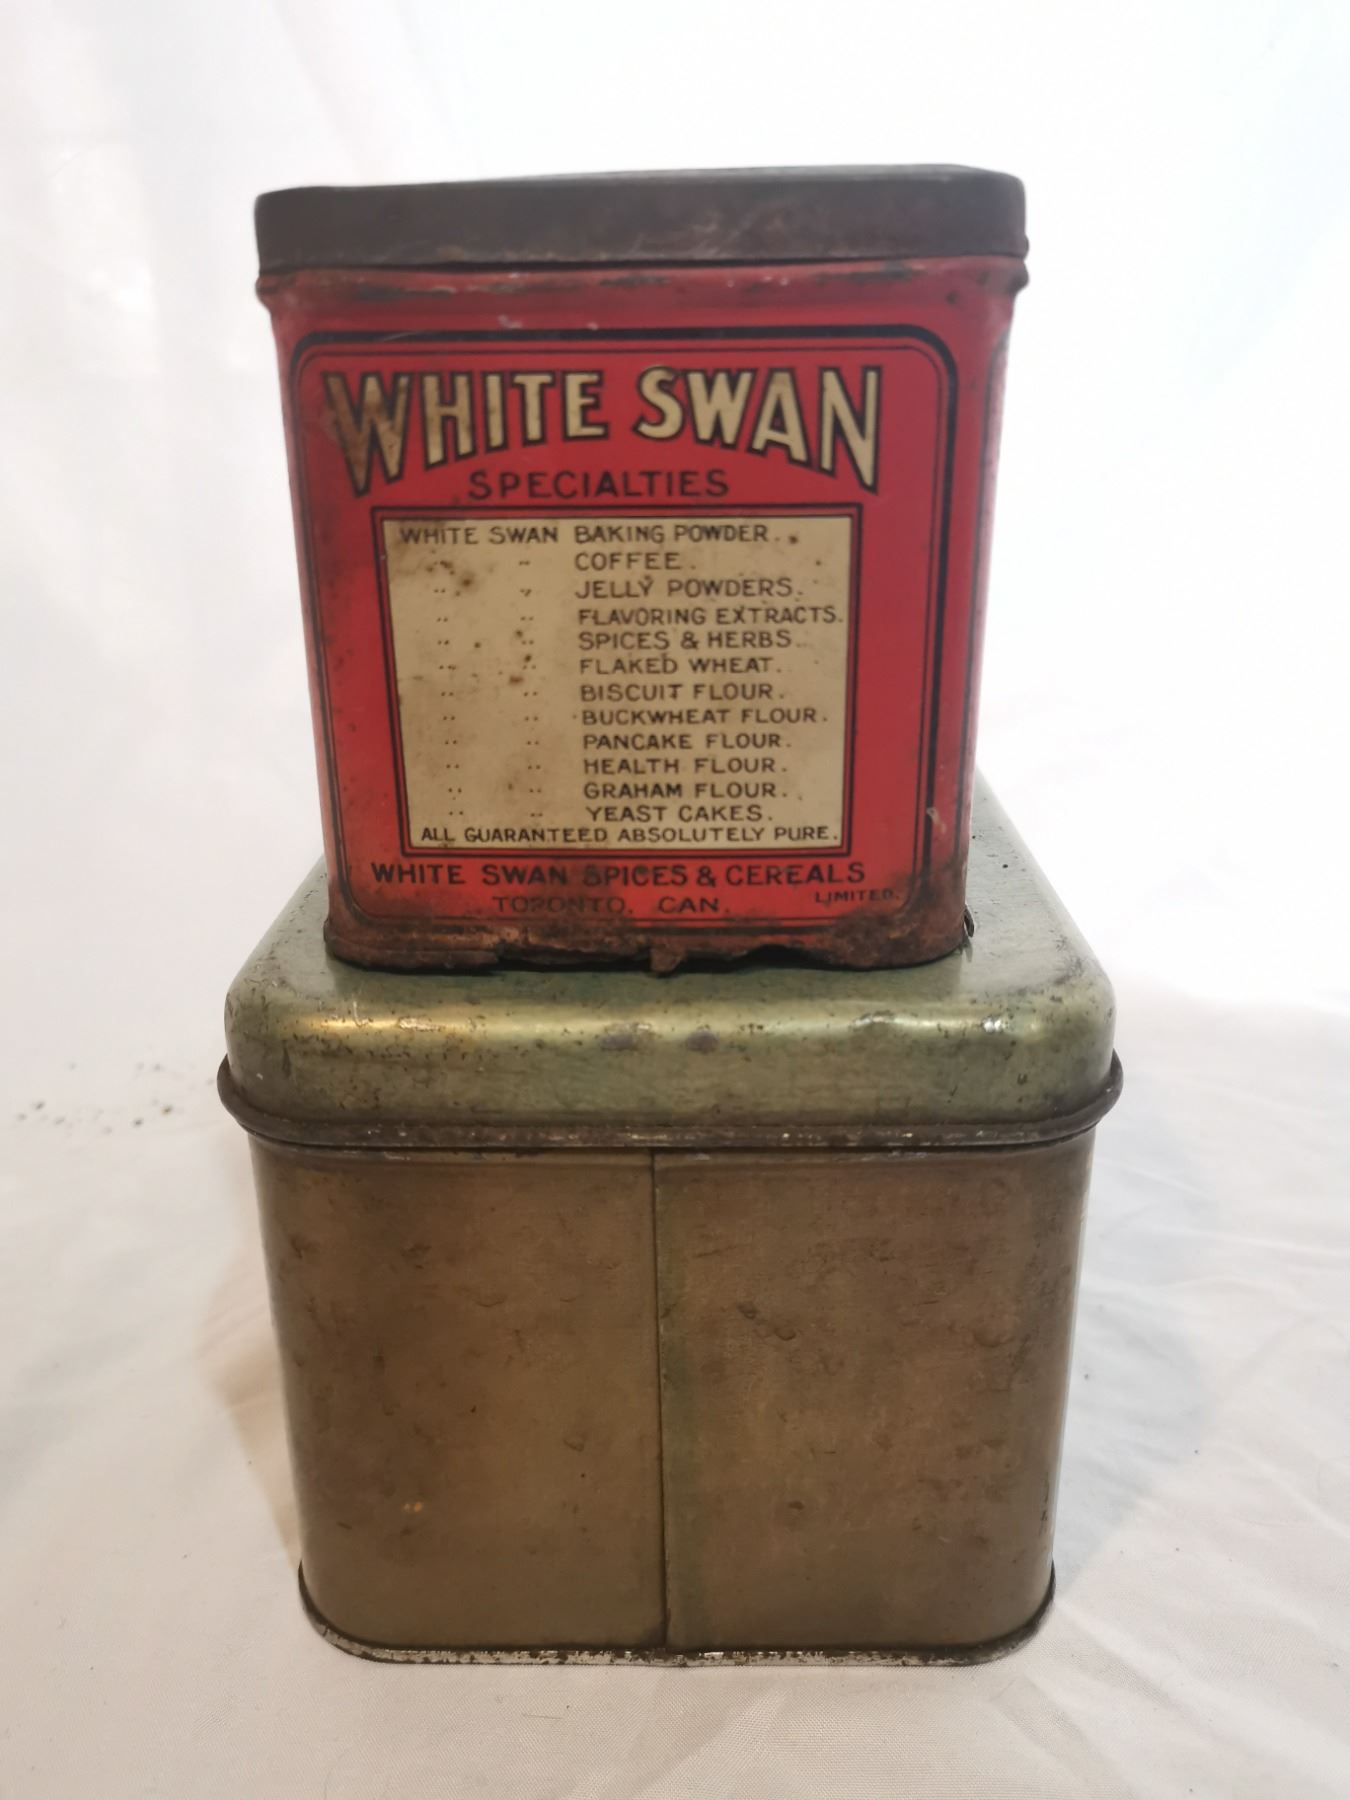 WHITE SWAN
SPECIALTIES
WHITE SWAN BAKING POWDER.
" " COFFEE.
" " JELLY POWDERS.
" " FLAVORING EXTRACTS.
" " SPICES & HERBS.
" " FLAKED WHEAT.
" " BISCUIT FLOUR.
" " BUCKWHEAT FLOUR.
" " PANCAKE FLOUR.
" " HEALTH FLOUR.
" " GRAHAM FLOUR.
" " YEAST CAKES.
ALL GUARANTEED ABSOLUTELY PURE.
WHITE SWAN SPICES & CEREALS
LIMITED.
TORONTO, CAN.